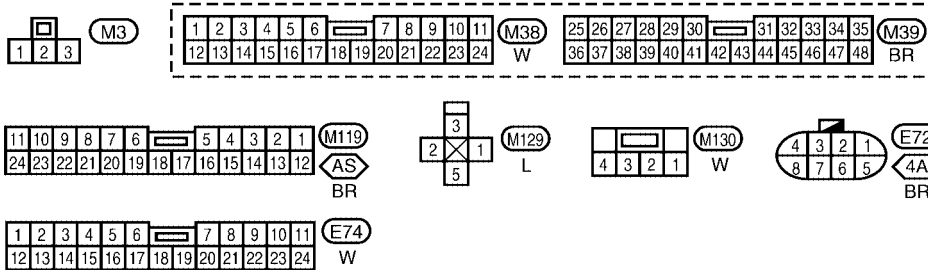 M3
1 2 3
1 2 3 4 5 6 7 8 9 10 11
12 13 14 15 16 17 18 19 20 21 22 23 24
M38
W
25 26 27 28 29 30 31 32 33 34 35
36 37 38 39 40 41 42 43 44 45 46 47 48
M39
BR
11 10 9 8 7 6 5 4 3 2 1
24 23 22 21 20 19 18 17 16 15 14 13 12
M119
AS
BR
3
2 1
5
M129
L
4 3 2 1
M130
W
4 3 2 1
8 7 6 5
E72
4A
BR
1 2 3 4 5 6 7 8 9 10 11
12 13 14 15 16 17 18 19 20 21 22 23 24
E74
W